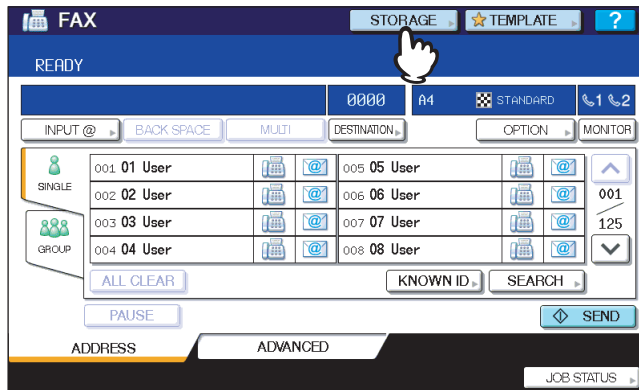 FAX STORAGE TEMPLATE ?
READY
0000 A4 STANDARD 1 2
INPUT @ BACK SPACE MULTI DESTINATION OPTION MONITOR
SINGLE
GROUP
001 01 User @ 005 05 User @
002 02 User @ 006 06 User @
003 03 User @ 007 07 User @
004 04 User @ 008 08 User @
001
125
ALL CLEAR KNOWN ID SEARCH
PAUSE SEND
ADDRESS ADVANCED
JOB STATUS